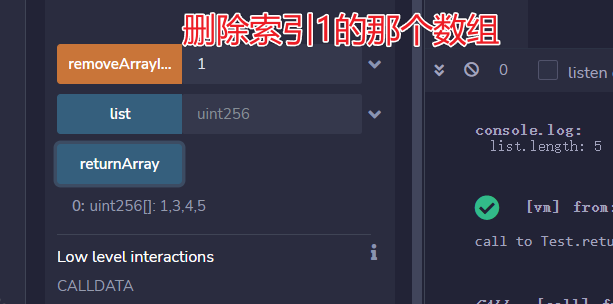 删除索引1的那个数组
removeArrayI... 1
0 listen
list uint256
console.log:
list.length: 5
returnArray
0: uint256[]: 1,3,4,5
[vm] from:
call to Test.retu
Low level interactions
CALLDATA